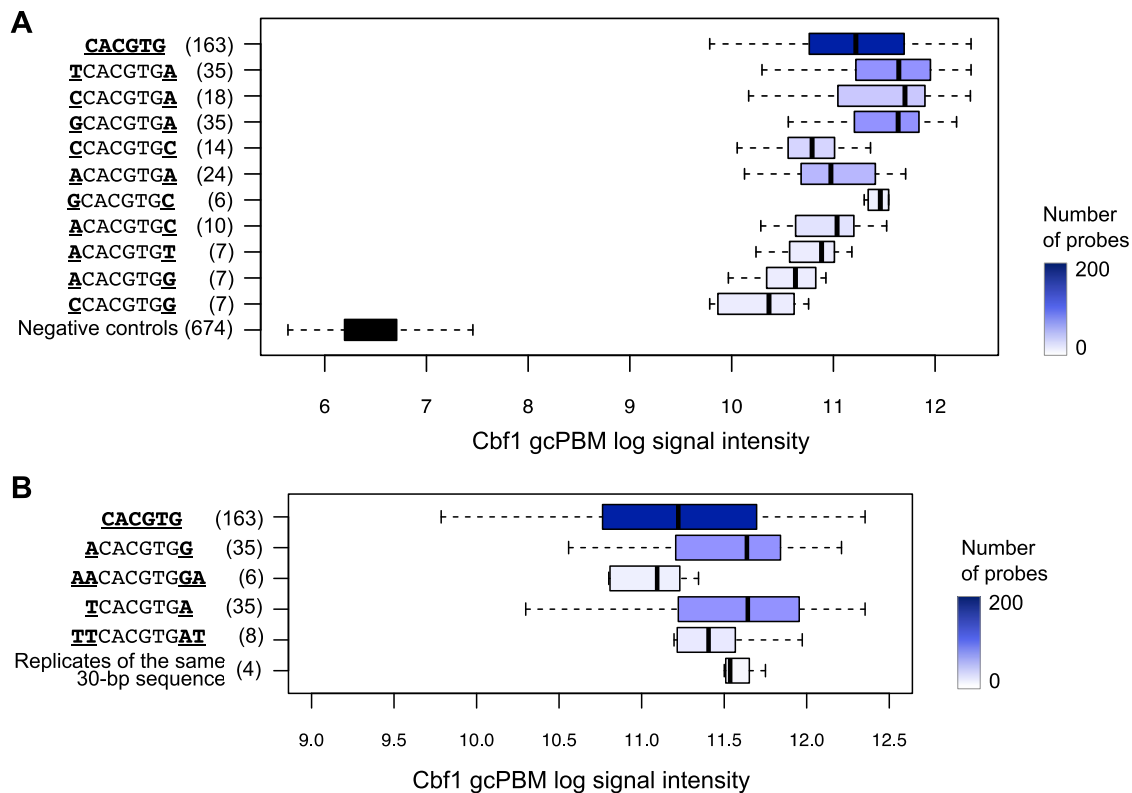 A
CACGTG (163)
TCACGTGA (35)
CCACGTGA (18)
GCACGTGA (35)
CCACGTGC (14)
ACACGTGA (24)
GCACGTGC (6)
ACACGTGC (10)
ACACGTGT (7)
ACACGTGG (7)
CCACGTGG (7)
Negative controls (674)
6 7 8 9 10 11 12
Cbf1 gcPBM log signal intensity
Number
of probes
200
0
B
CACGTG (163)
ACACGTGG (35)
AACACGTGGA (6)
TCACGTGA (35)
TTCACGTGAT (8)
Replicates of the same
30-bp sequence (4)
9.0 9.5 10.0 10.5 11.0 11.5 12.0 12.5
Cbf1 gcPBM log signal intensity
Number
of probes
200
0